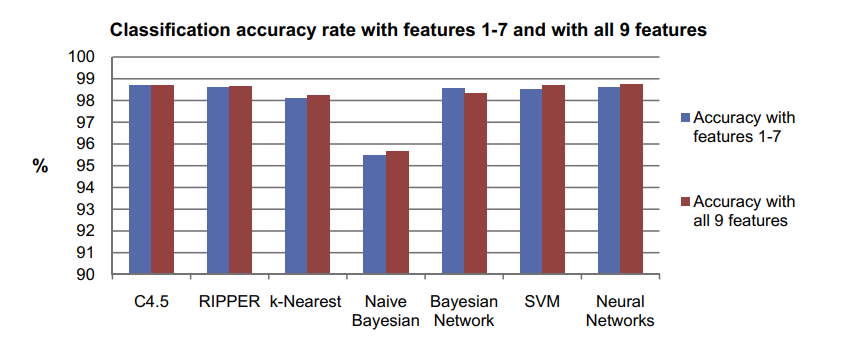 Classification accuracy rate with features 1-7 and with all 9 features
100
99
98
97
96
95
94
93
92
91
90
%
C4.5 RIPPER k-Nearest Naive Bayesian SVM Neural
Bayesian Network Networks
Accuracy with
features 1-7
Accuracy with
all 9 features